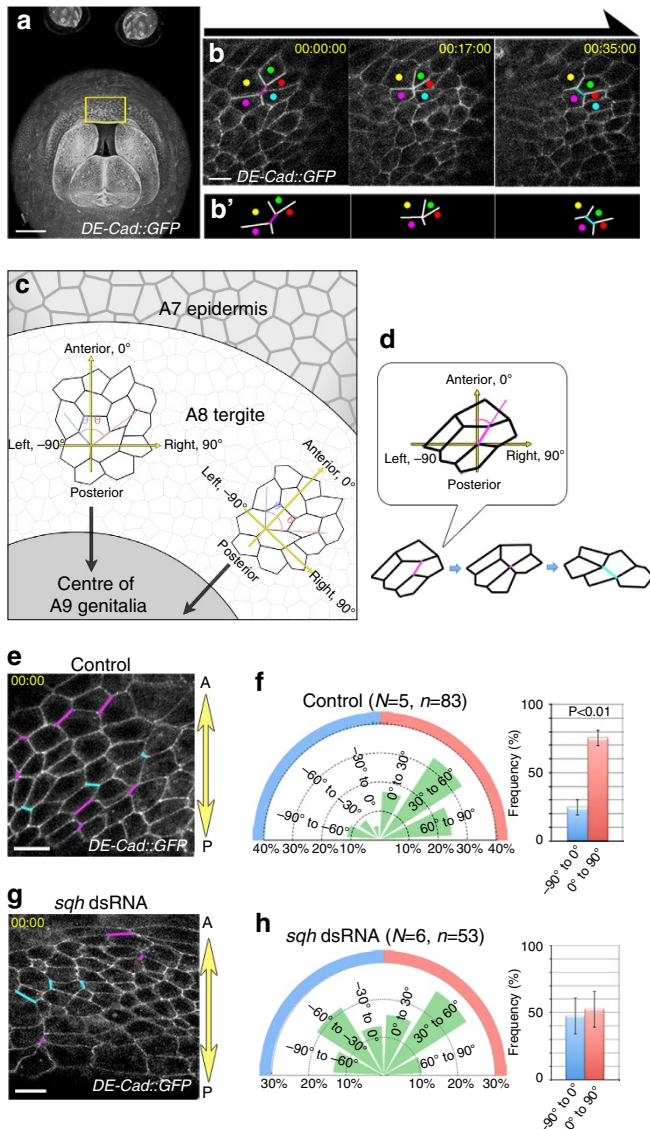 a
DE-Cad::GFP
b
00:00:00
00:17:00
00:35:00
DE-Cad::GFP
b’
c
A7 epidermis
Anterior, 0°
A8 tergite
θ
θ
Left, –90°
Right, 90°
Posterior
Anterior, 0°
Left, –90°
θ
θ
Posterior
Right, 90°
Centre of
A9 genitalia
d
Anterior, 0°
Left, –90
Right, 90°
Posterior
e
Control
00:00
A
P
DE-Cad::GFP
f
Control (N=5, n=83)
–90° to –60°
–60° to –30°
–30° to 0°
0° to 30°
30° to 60°
60° to 90°
40% 30% 20% 10% 10% 20% 30% 40%
Frequency (%)
100
50
0
P<0.01
–90° to 0°
0° to 90°
g
sqh dsRNA
00:00
A
P
DE-Cad::GFP
h
sqh dsRNA (N=6, n=53)
–90° to –60°
–60° to –30°
–30° to 0°
0° to 30°
30° to 60°
60° to 90°
30% 20% 10% 10% 20% 30%
Frequency (%)
100
50
0
–90° to 0°
0° to 90°